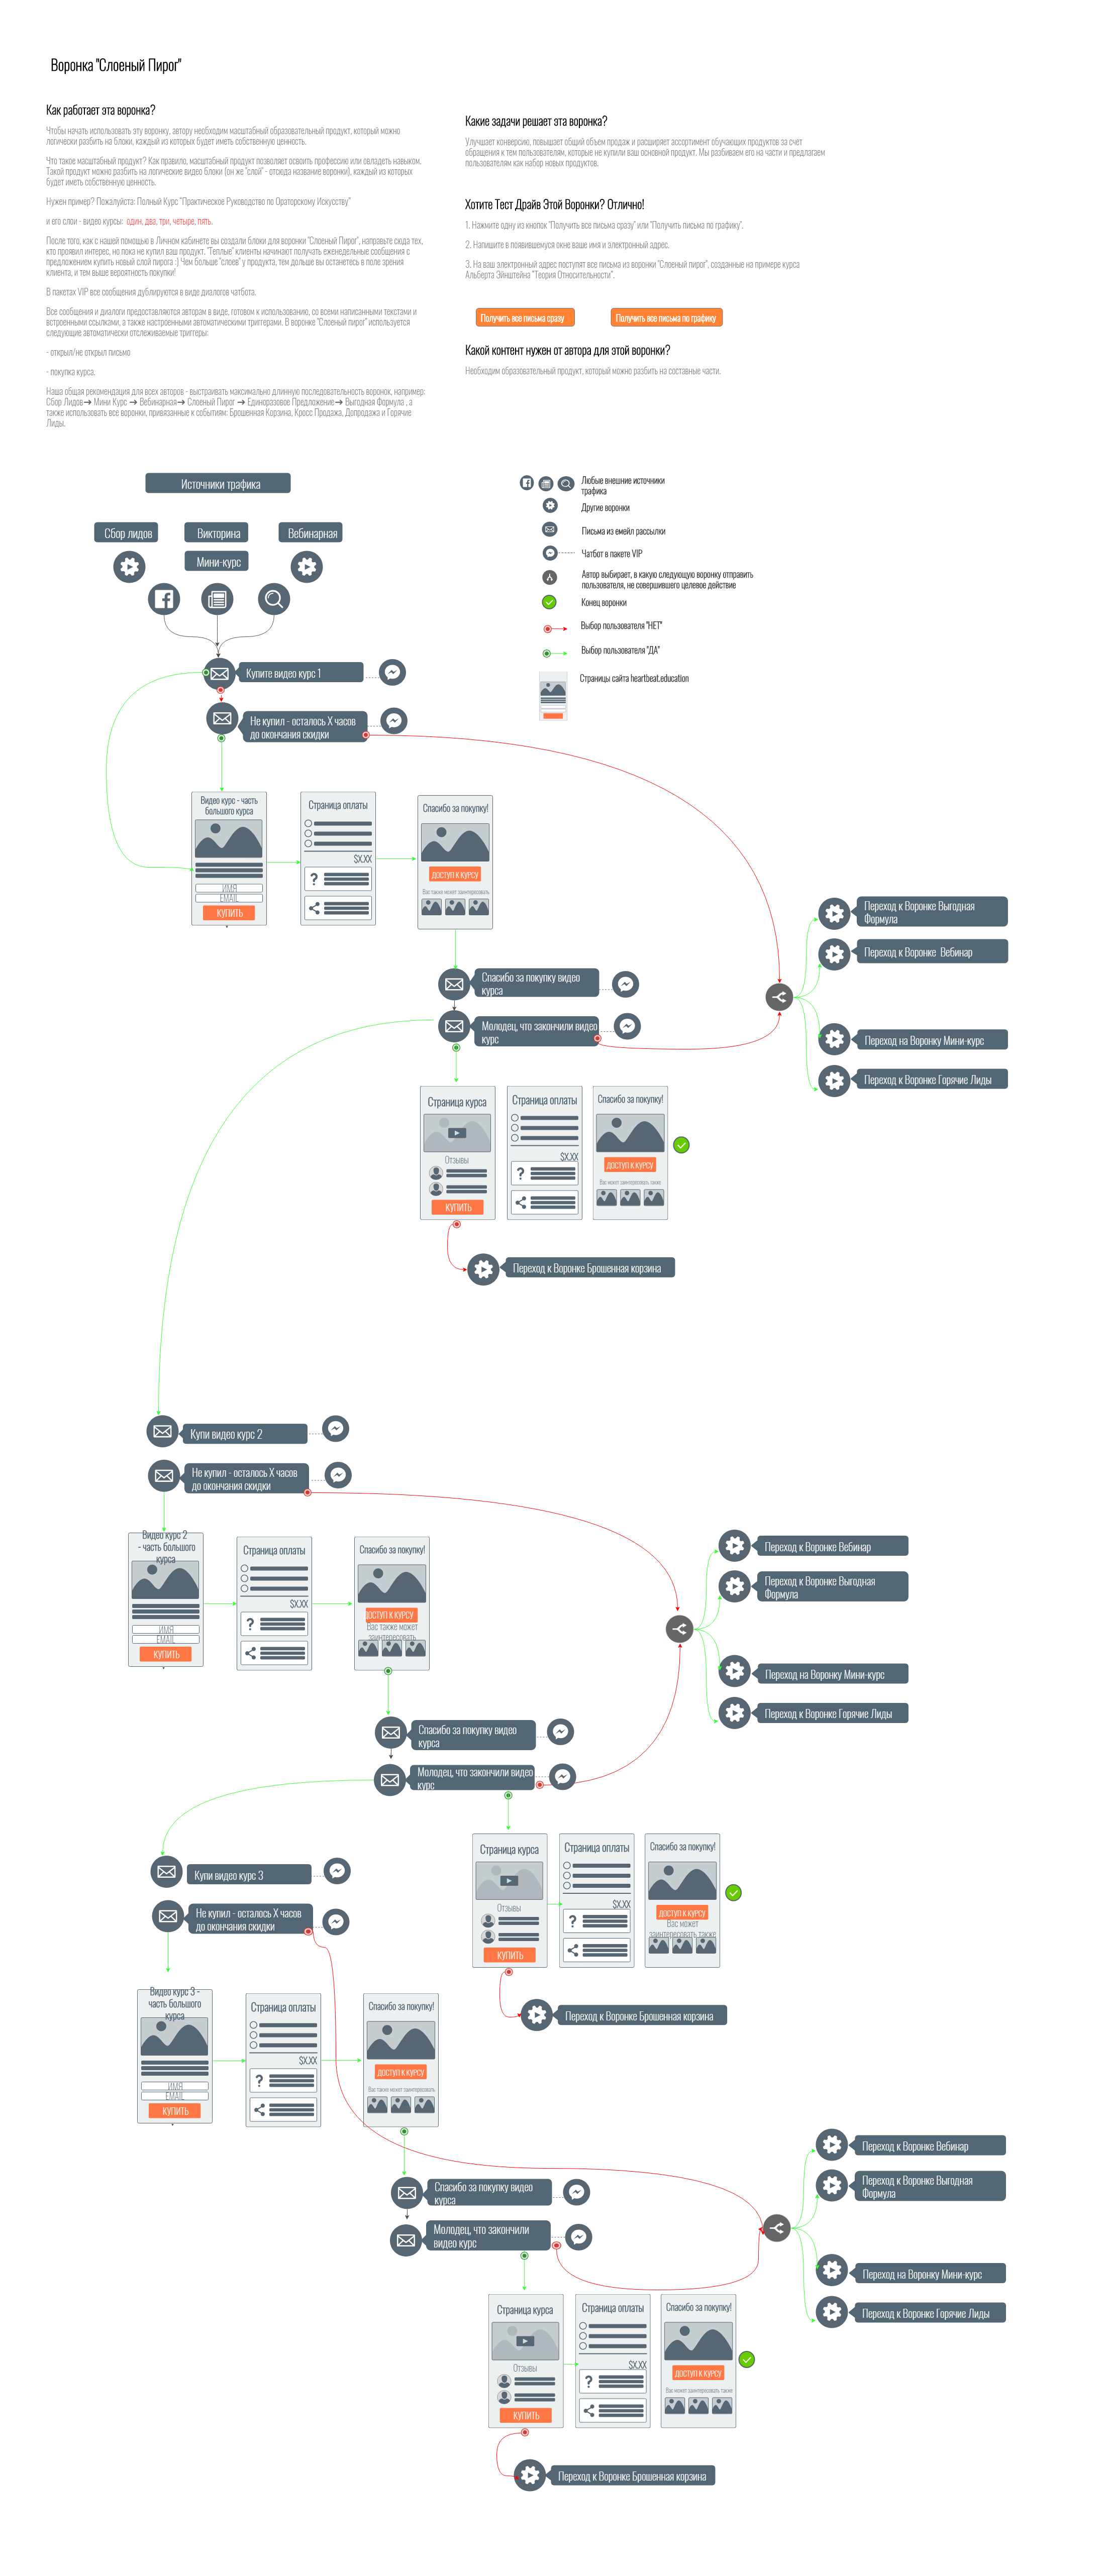 Воронка "Слоеный Пирог"
Как работает эта воронка?
Чтобы начать использовать эту воронку, автору необходим масштабный образовательный продукт, который можно
логически разбить на блоки, каждый из которых будет иметь собственную ценность.
Что такое масштабный продукт? Как правило, масштабный продукт позволяет освоить профессию или овладеть навыком.
Такой продукт можно разбить на логические видео блоки (он же "слой" - отсюда название воронки), каждый из которых
будет иметь собственную ценность.
Нужен пример? Пожалуйста: Полный Курс "Практическое Руководство по Ораторскому Искусству"
и его слои - видео курсы: один, два, три, четыре, пять.
После того, как с нашей помощью в Личном кабинете вы создали блоки для воронки "Слоеный Пирог", направьте сюда тех,
кто проявил интерес, но пока не купил ваш продукт. "Теплые" клиенты начинают получать еженедельные сообщения с
предложением купить новый слой пирога :) Чем больше "слоев" у продукта, тем дольше вы останетесь в поле зрения
клиента, и тем выше вероятность покупки!
В пакетах VIP все сообщения дублируются в виде диалогов чатбота.
Все сообщения и диалоги предоставляются авторам в виде, готовом к использованию, со всеми написанными текстами и
встроенными ссылками, а также настроенными автоматическими триггерами. В воронке "Слоеный пирог" используется
следующие автоматически отслеживаемые триггеры:
- открыл/не открыл письмо
- покупка курса.
Наша общая рекомендация для всех авторов - выстраивать максимально длинную последовательность воронок, например:
Сбор Лидов➔ Мини Курс ➔ Вебинарная➔ Слоеный Пирог ➔ Единоразовое Предложение➔ Выгодная Формула , а
также использовать все воронки, привязанные к событиям: Брошенная Корзина, Кросс Продажа, Допродажа и Горячие
Лиды.
Какие задачи решает эта воронка?
Улучшает конверсию, повышает общий объем продаж и расширяет ассортимент обучающих продуктов за счет
обращения к тем пользователям, которые не купили ваш основной продукт. Мы разбиваем его на части и предлагаем
пользователям как набор новых продуктов.
Хотите Тест Драйв Этой Воронки? Отлично!
1. Нажмите одну из кнопок "Получить все письма сразу" или "Получить письма по графику".
2. Напишите в появившемуся окне ваше имя и электронный адрес.
3. На ваш электронный адрес поступят все письма из воронки "Слоеный пирог", созданные на примере курса
Альберта Эйнштейна "Теория Относительности".
Получить все письма сразу
Получить все письма по графику
Какой контент нужен от автора для этой воронки?
Необходим образовательный продукт, который можно разбить на составные части.
Источники трафика
Сбор лидов
Викторина
Вебинарная
Мини-курс
Любые внешние источники
трафика
Другие воронки
Письма из емейл рассылки
Чатбот в пакете VIP
Автор выбирает, в какую следующую воронку отправить
пользователя, не совершившего целевое действие
Конец воронки
Выбор пользователя "НЕТ"
Выбор пользователя "ДА"
Страницы сайта heartbeat.education
Купите видео курс 1
Не купил - осталось X часов
до окончания скидки
Видео курс - часть
большого курса
ИМЯ
EMAIL
КУПИТЬ
Страница оплаты
$X.XX
?
Спасибо за покупку!
ДОСТУП К КУРСУ
Вас также может заинтересовать
Переход к Воронке Выгодная
Формула
Переход к Воронке Вебинар
Переход на Воронку Мини-курс
Переход к Воронке Горячие Лиды
Спасибо за покупку видео
курса
Молодец, что закончили видео
курс
Страница курса
Отзывы
КУПИТЬ
Страница оплаты
$X.XX
?
Спасибо за покупку!
ДОСТУП К КУРСУ
Вас может заинтересовать также
Переход к Воронке Брошенная корзина
Купи видео курс 2
Не купил - осталось X часов
до окончания скидки
Видео курс 2
- часть большого
курса
ИМЯ
EMAIL
КУПИТЬ
Страница оплаты
$X.XX
?
Спасибо за покупку!
ДОСТУП К КУРСУ
Вас также может
заинтересовать
Переход к Воронке Вебинар
Переход к Воронке Выгодная
Формула
Переход на Воронку Мини-курс
Переход к Воронке Горячие Лиды
Спасибо за покупку видео
курса
Молодец, что закончили видео
курс
Страница курса
Отзывы
КУПИТЬ
Страница оплаты
$X.XX
?
Спасибо за покупку!
ДОСТУП К КУРСУ
Вас может
заинтересовать также
Переход к Воронке Брошенная корзина
Купи видео курс 3
Не купил - осталось X часов
до окончания скидки
Видео курс 3 -
часть большого
курса
ИМЯ
EMAIL
КУПИТЬ
Страница оплаты
$X.XX
?
Спасибо за покупку!
ДОСТУП К КУРСУ
Вас также может заинтересовать
Переход к Воронке Вебинар
Переход к Воронке Выгодная
Формула
Переход на Воронку Мини-курс
Переход к Воронке Горячие Лиды
Спасибо за покупку видео
курса
Молодец, что закончили
видео курс
Страница курса
Отзывы
КУПИТЬ
Страница оплаты
$X.XX
?
Спасибо за покупку!
ДОСТУП К КУРСУ
Вас может заинтересовать также
Переход к Воронке Брошенная корзина